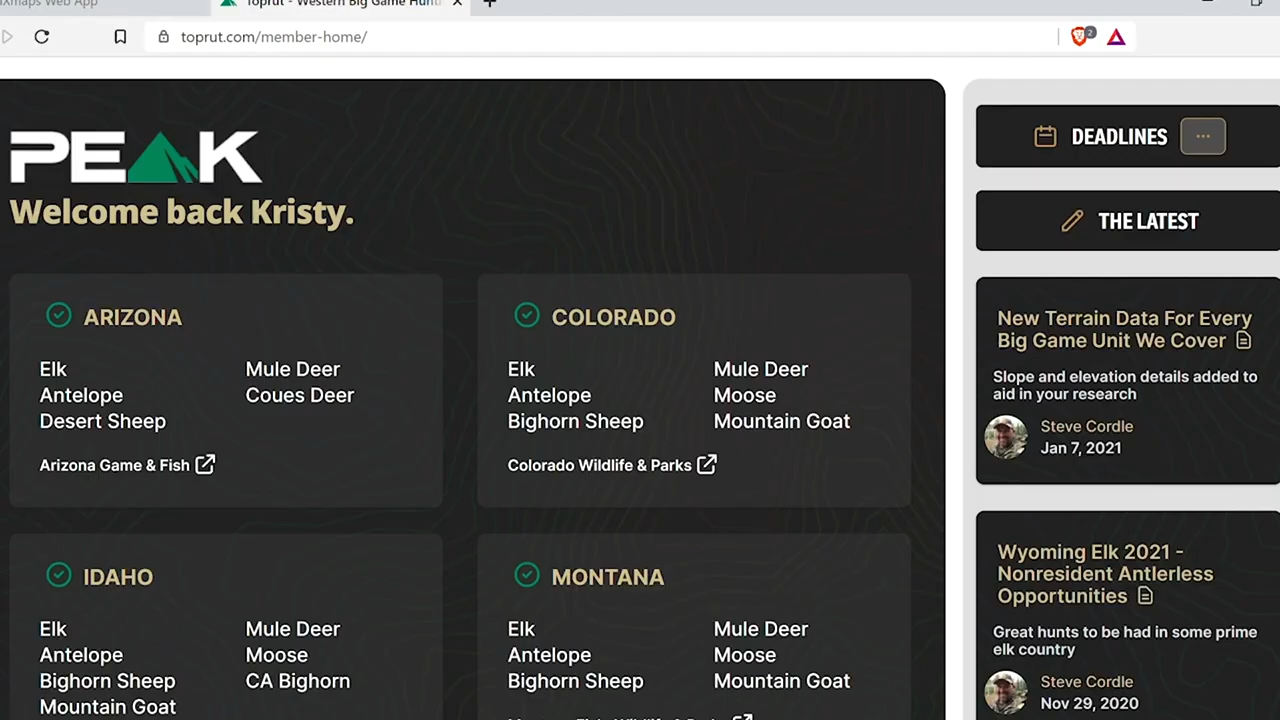 Xmaps Web App
Toprut - Western Big Game Hunt
toprut.com/member-home/
2
PEAK
Welcome back Kristy.
ARIZONA
Elk
Mule Deer
Antelope
Coues Deer
Desert Sheep
Arizona Game & Fish
COLORADO
Elk
Mule Deer
Antelope
Moose
Bighorn Sheep
Mountain Goat
Colorado Wildlife & Parks
IDAHO
Elk
Mule Deer
Antelope
Moose
Bighorn Sheep
CA Bighorn
Mountain Goat
MONTANA
Elk
Mule Deer
Antelope
Moose
Bighorn Sheep
Mountain Goat
DEADLINES
THE LATEST
New Terrain Data For Every
Big Game Unit We Cover
Slope and elevation details added to
aid in your research
Steve Cordle
Jan 7, 2021
Wyoming Elk 2021 -
Nonresident Antlerless
Opportunities
Great hunts to be had in some prime
elk country
Steve Cordle
Nov 29, 2020